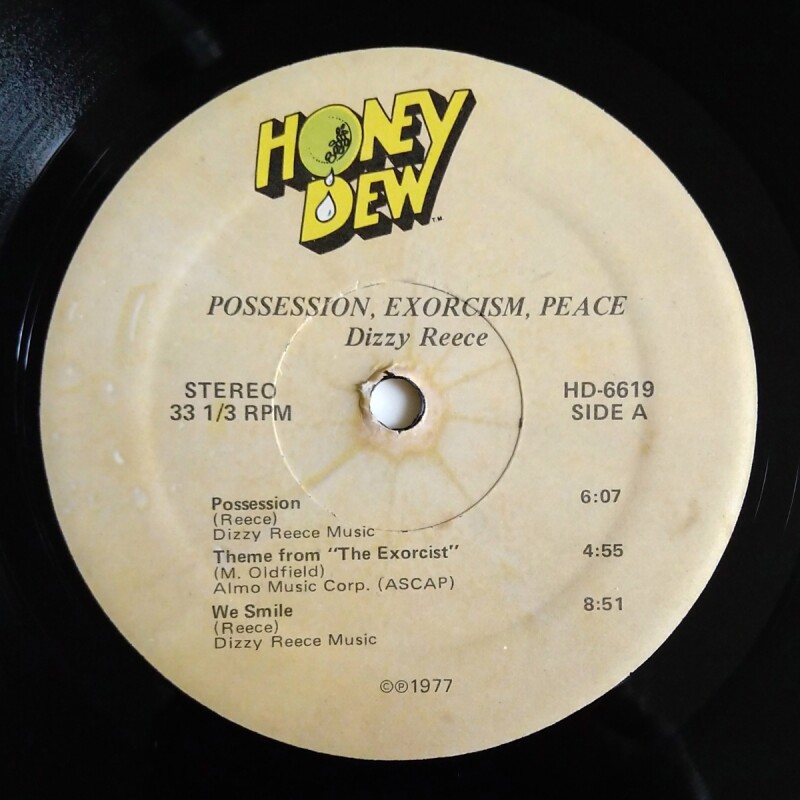 HONEY
DEW ™
POSSESSION, EXORCISM, PEACE
Dizzy Reece
STEREO
33 1/3 RPM
HD-6619
SIDE A
Possession 6:07
(Reece)
Dizzy Reece Music
Theme from "The Exorcist" 4:55
(M. Oldfield)
Almo Music Corp. (ASCAP)
We Smile 8:51
(Reece)
Dizzy Reece Music
©℗1977